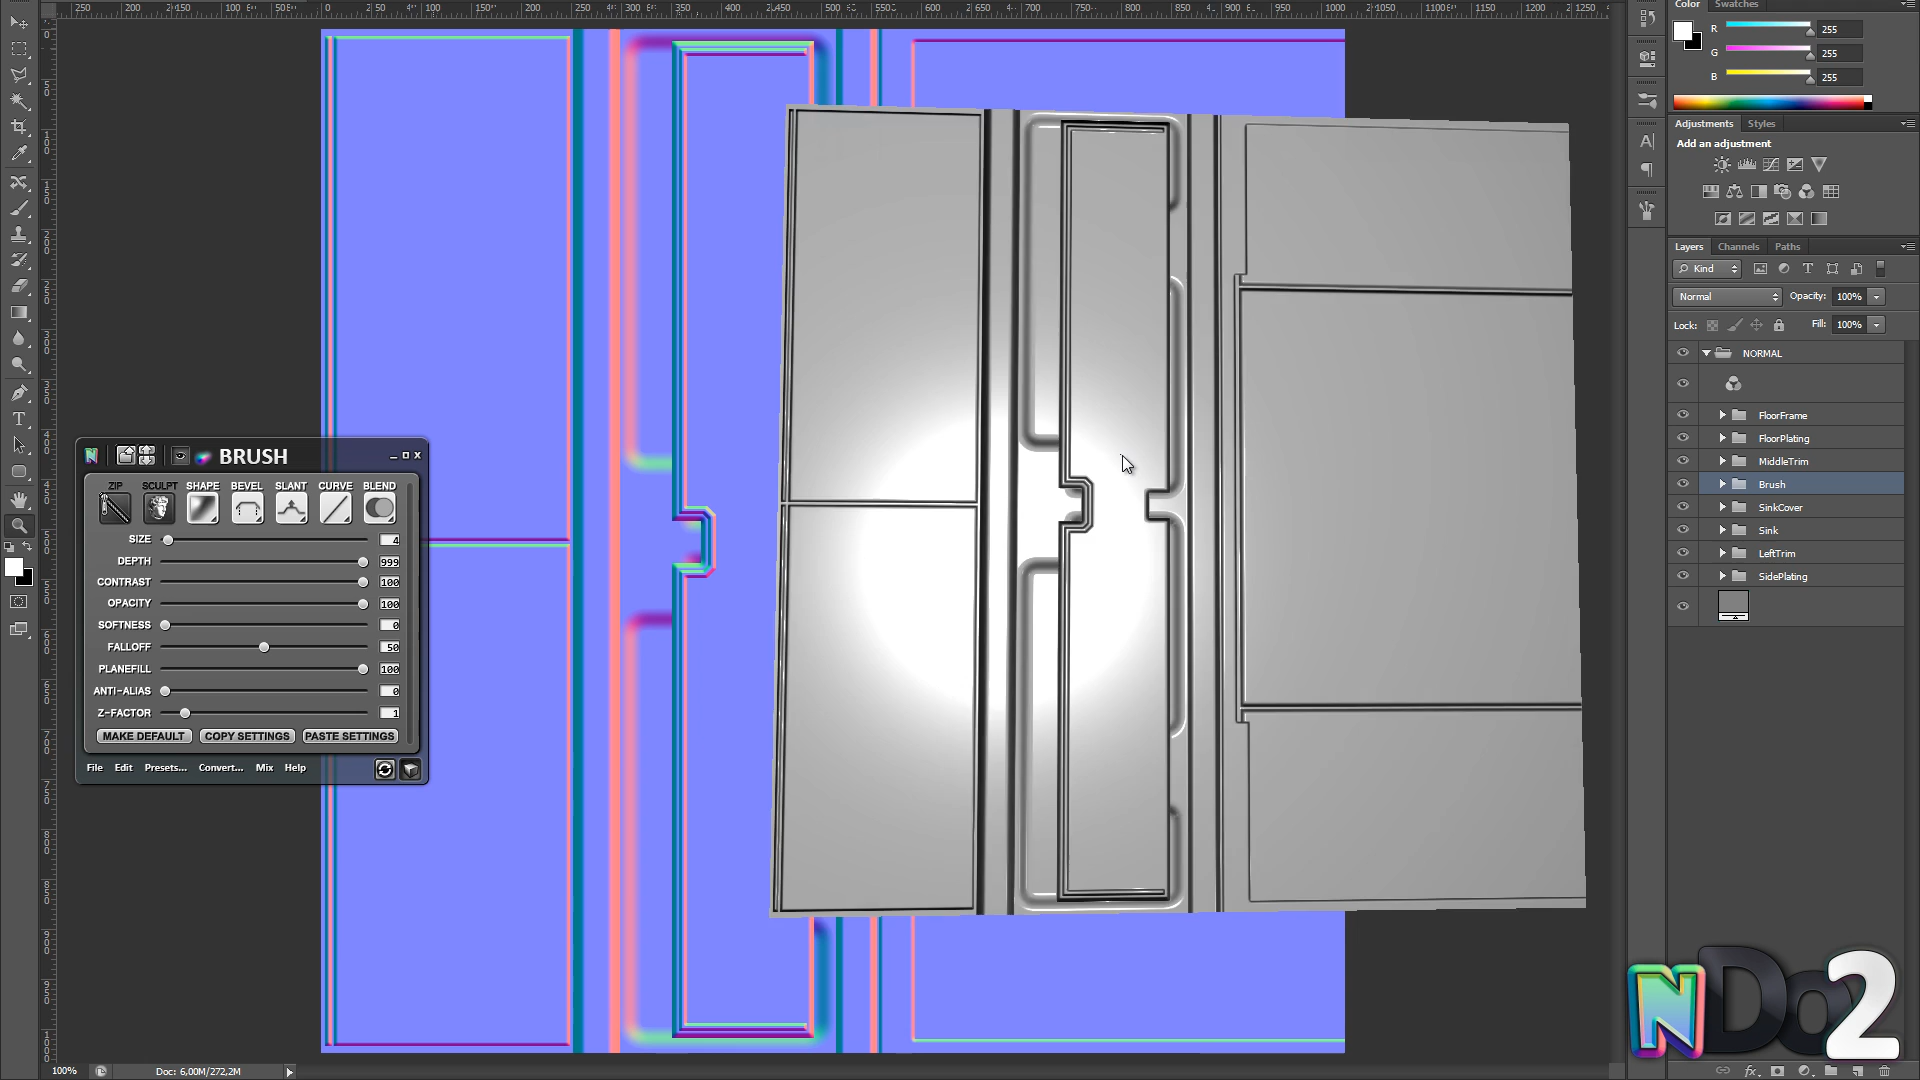 Color Swatches
R 255
G 255
B 255
Adjustments Styles
Add an adjustment
Layers Channels Paths
Kind
Normal Opacity: 100%
Lock: Fill: 100%
NORMAL
FloorFrame
FloorPlating
MiddleTrim
Brush
SinkCover
Sink
LeftTrim
SidePlating
BRUSH
ZIP SCULPT SHAPE BEVEL SLANT CURVE BLEND
SIZE 4
DEPTH 999
CONTRAST 100
OPACITY 100
SOFTNESS 0
FALLOFF 50
PLANEFILL 100
ANTI-ALIAS 0
Z-FACTOR 1
MAKE DEFAULT COPY SETTINGS PASTE SETTINGS
File Edit Presets... Convert... Mix Help
NDo2
100% Doc: 6,00M/272,2M